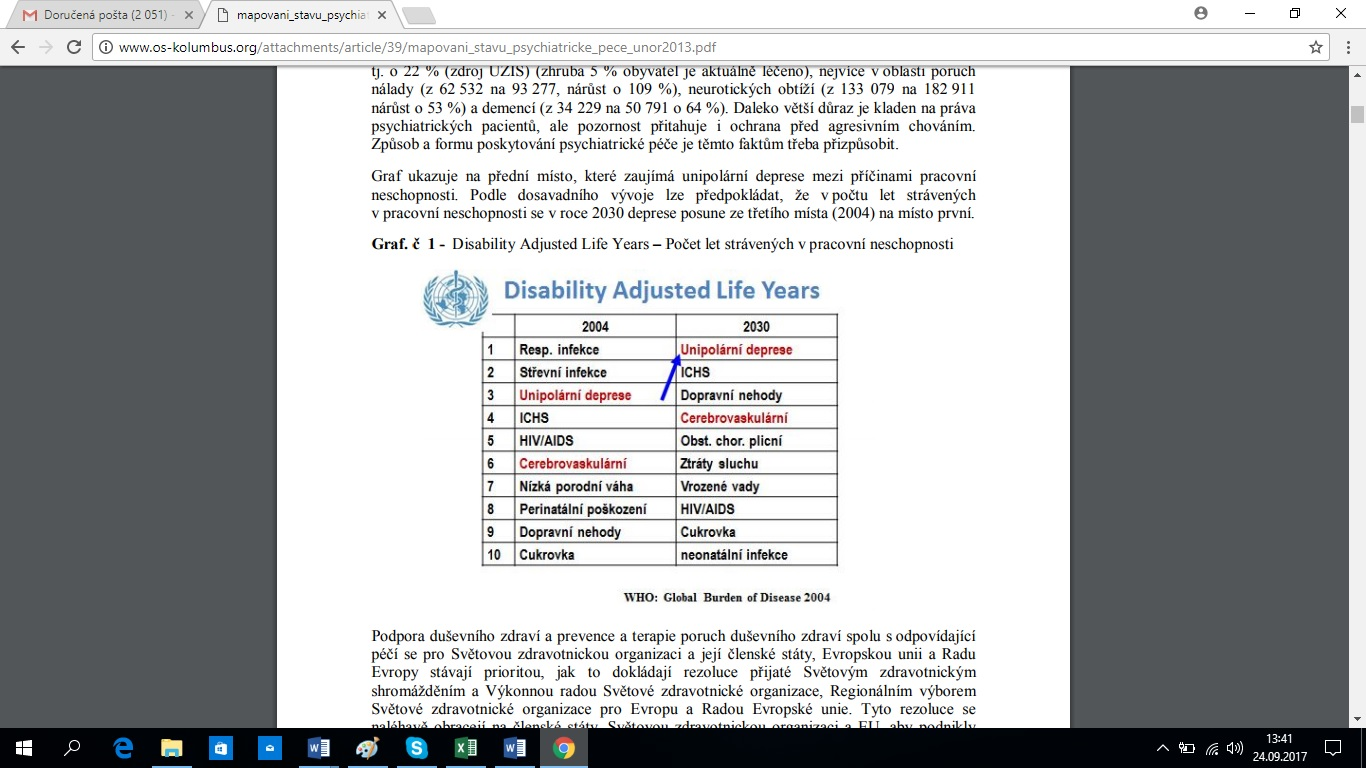 Doručená pošta (2 051) -
mapovani_stavu_psychiat
www.os-kolumbus.org/attachments/article/39/mapovani_stavu_psychiatricke_pece_unor2013.pdf
tj. o 22 % (zdroj UZIS) (zhruba 5 % obyvatel je aktuálně léčeno), nejvíce v oblasti poruch
nálady (z 62 532 na 93 277, nárůst o 109 %), neurotických obtíží (z 133 079 na 182 911
nárůst o 53 %) a demencí (z 34 229 na 50 791 o 64 %). Daleko větší důraz je kladen na práva
psychiatrických pacientů, ale pozornost přitahuje i ochrana před agresivním chováním.
Způsob a formu poskytování psychiatrické péče je těmto faktům třeba přizpůsobit.
Graf ukazuje na přední místo, které zaujímá unipolární deprese mezi příčinami pracovní
neschopnosti. Podle dosavadního vývoje lze předpokládat, že v počtu let strávených
v pracovní neschopnosti se v roce 2030 deprese posune ze třetího místa (2004) na místo první.
Graf. č 1 - Disability Adjusted Life Years – Počet let strávených v pracovní neschopnosti
Disability Adjusted Life Years
2004 2030
1 Resp. infekce Unipolární deprese
2 Střevní infekce ICHS
3 Unipolární deprese Dopravní nehody
4 ICHS Cerebrovaskulární
5 HIV/AIDS Obst. chor. plicní
6 Cerebrovaskulární Ztráty sluchu
7 Nízká porodní váha Vrozené vady
8 Perinatální poškození HIV/AIDS
9 Dopravní nehody Cukrovka
10 Cukrovka neonatální infekce
WHO: Global Burden of Disease 2004
Podpora duševního zdraví a prevence a terapie poruch duševního zdraví spolu s odpovídající
péčí se pro Světovou zdravotnickou organizaci a její členské státy, Evropskou unii a Radu
Evropy stávají prioritou, jak to dokládají rezoluce přijaté Světovým zdravotnickým
shromážděním a Výkonnou radou Světové zdravotnické organizace, Regionálním výborem
Světové zdravotnické organizace pro Evropu a Radou Evropské unie. Tyto rezoluce se
naléhavě obracejí na členské státy, Světovou zdravotnickou organizaci a EU, aby podnikly
13:41
24.09.2017